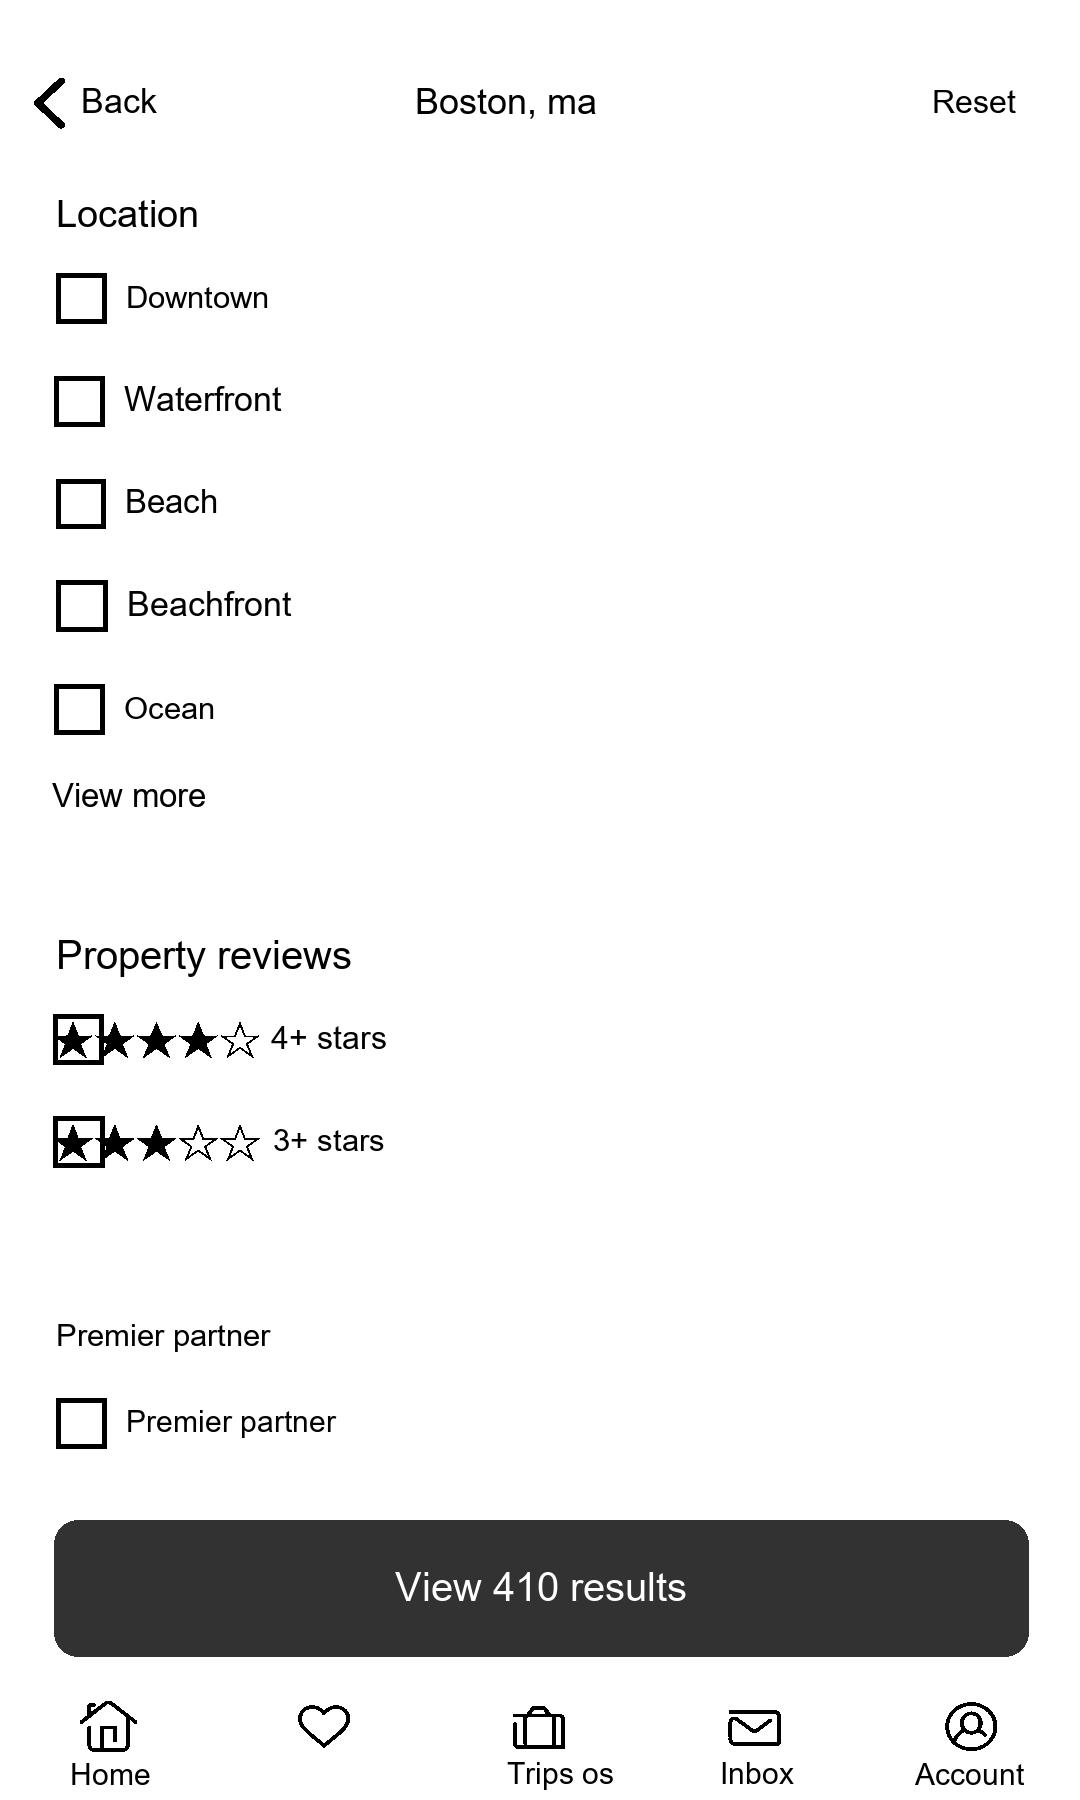 Back
Boston, ma
Reset
Location
Downtown
Waterfront
Beach
Beachfront
Ocean
View more
Property reviews
4+ stars
3+ stars
Premier partner
Premier partner
View 410 results
Home
Trips os
Inbox
Account